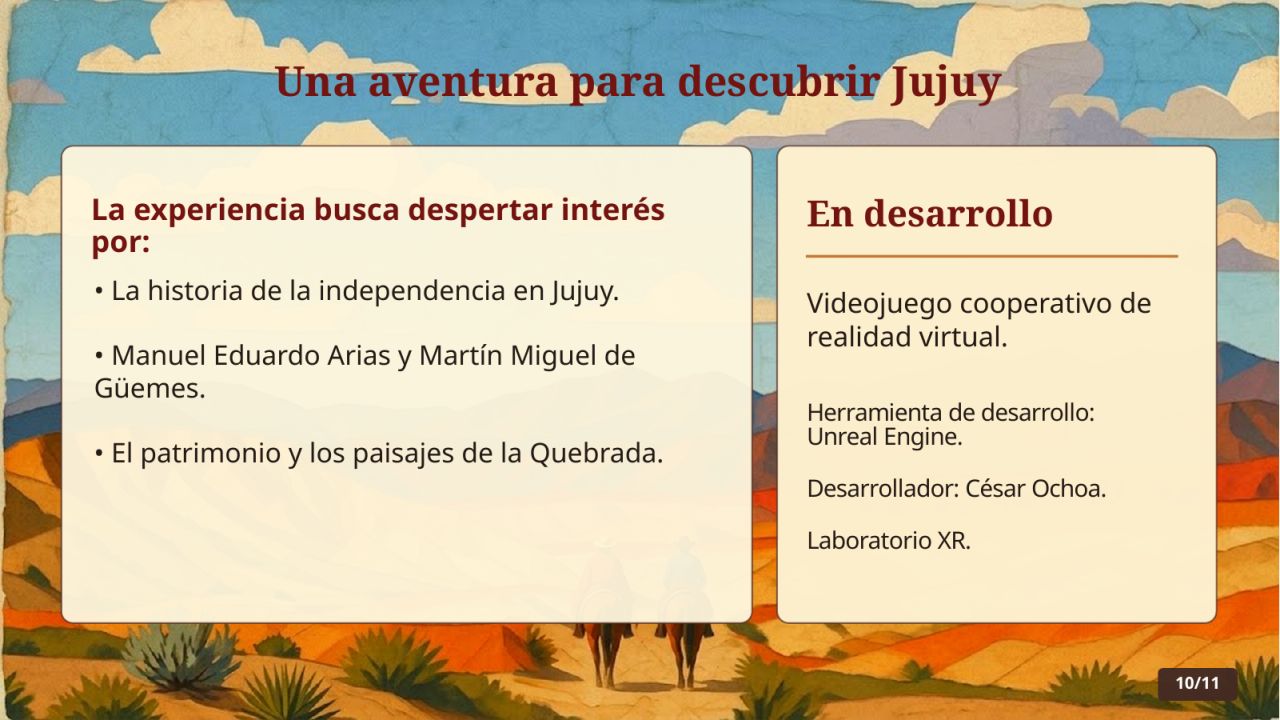 Una aventura para descubrir Jujuy
La experiencia busca despertar interés
por:
• La historia de la independencia en Jujuy.
• Manuel Eduardo Arias y Martín Miguel de
Güemes.
• El patrimonio y los paisajes de la Quebrada.
En desarrollo
Videojuego cooperativo de
realidad virtual.
Herramienta de desarrollo:
Unreal Engine.
Desarrollador: César Ochoa.
Laboratorio XR.
10/11